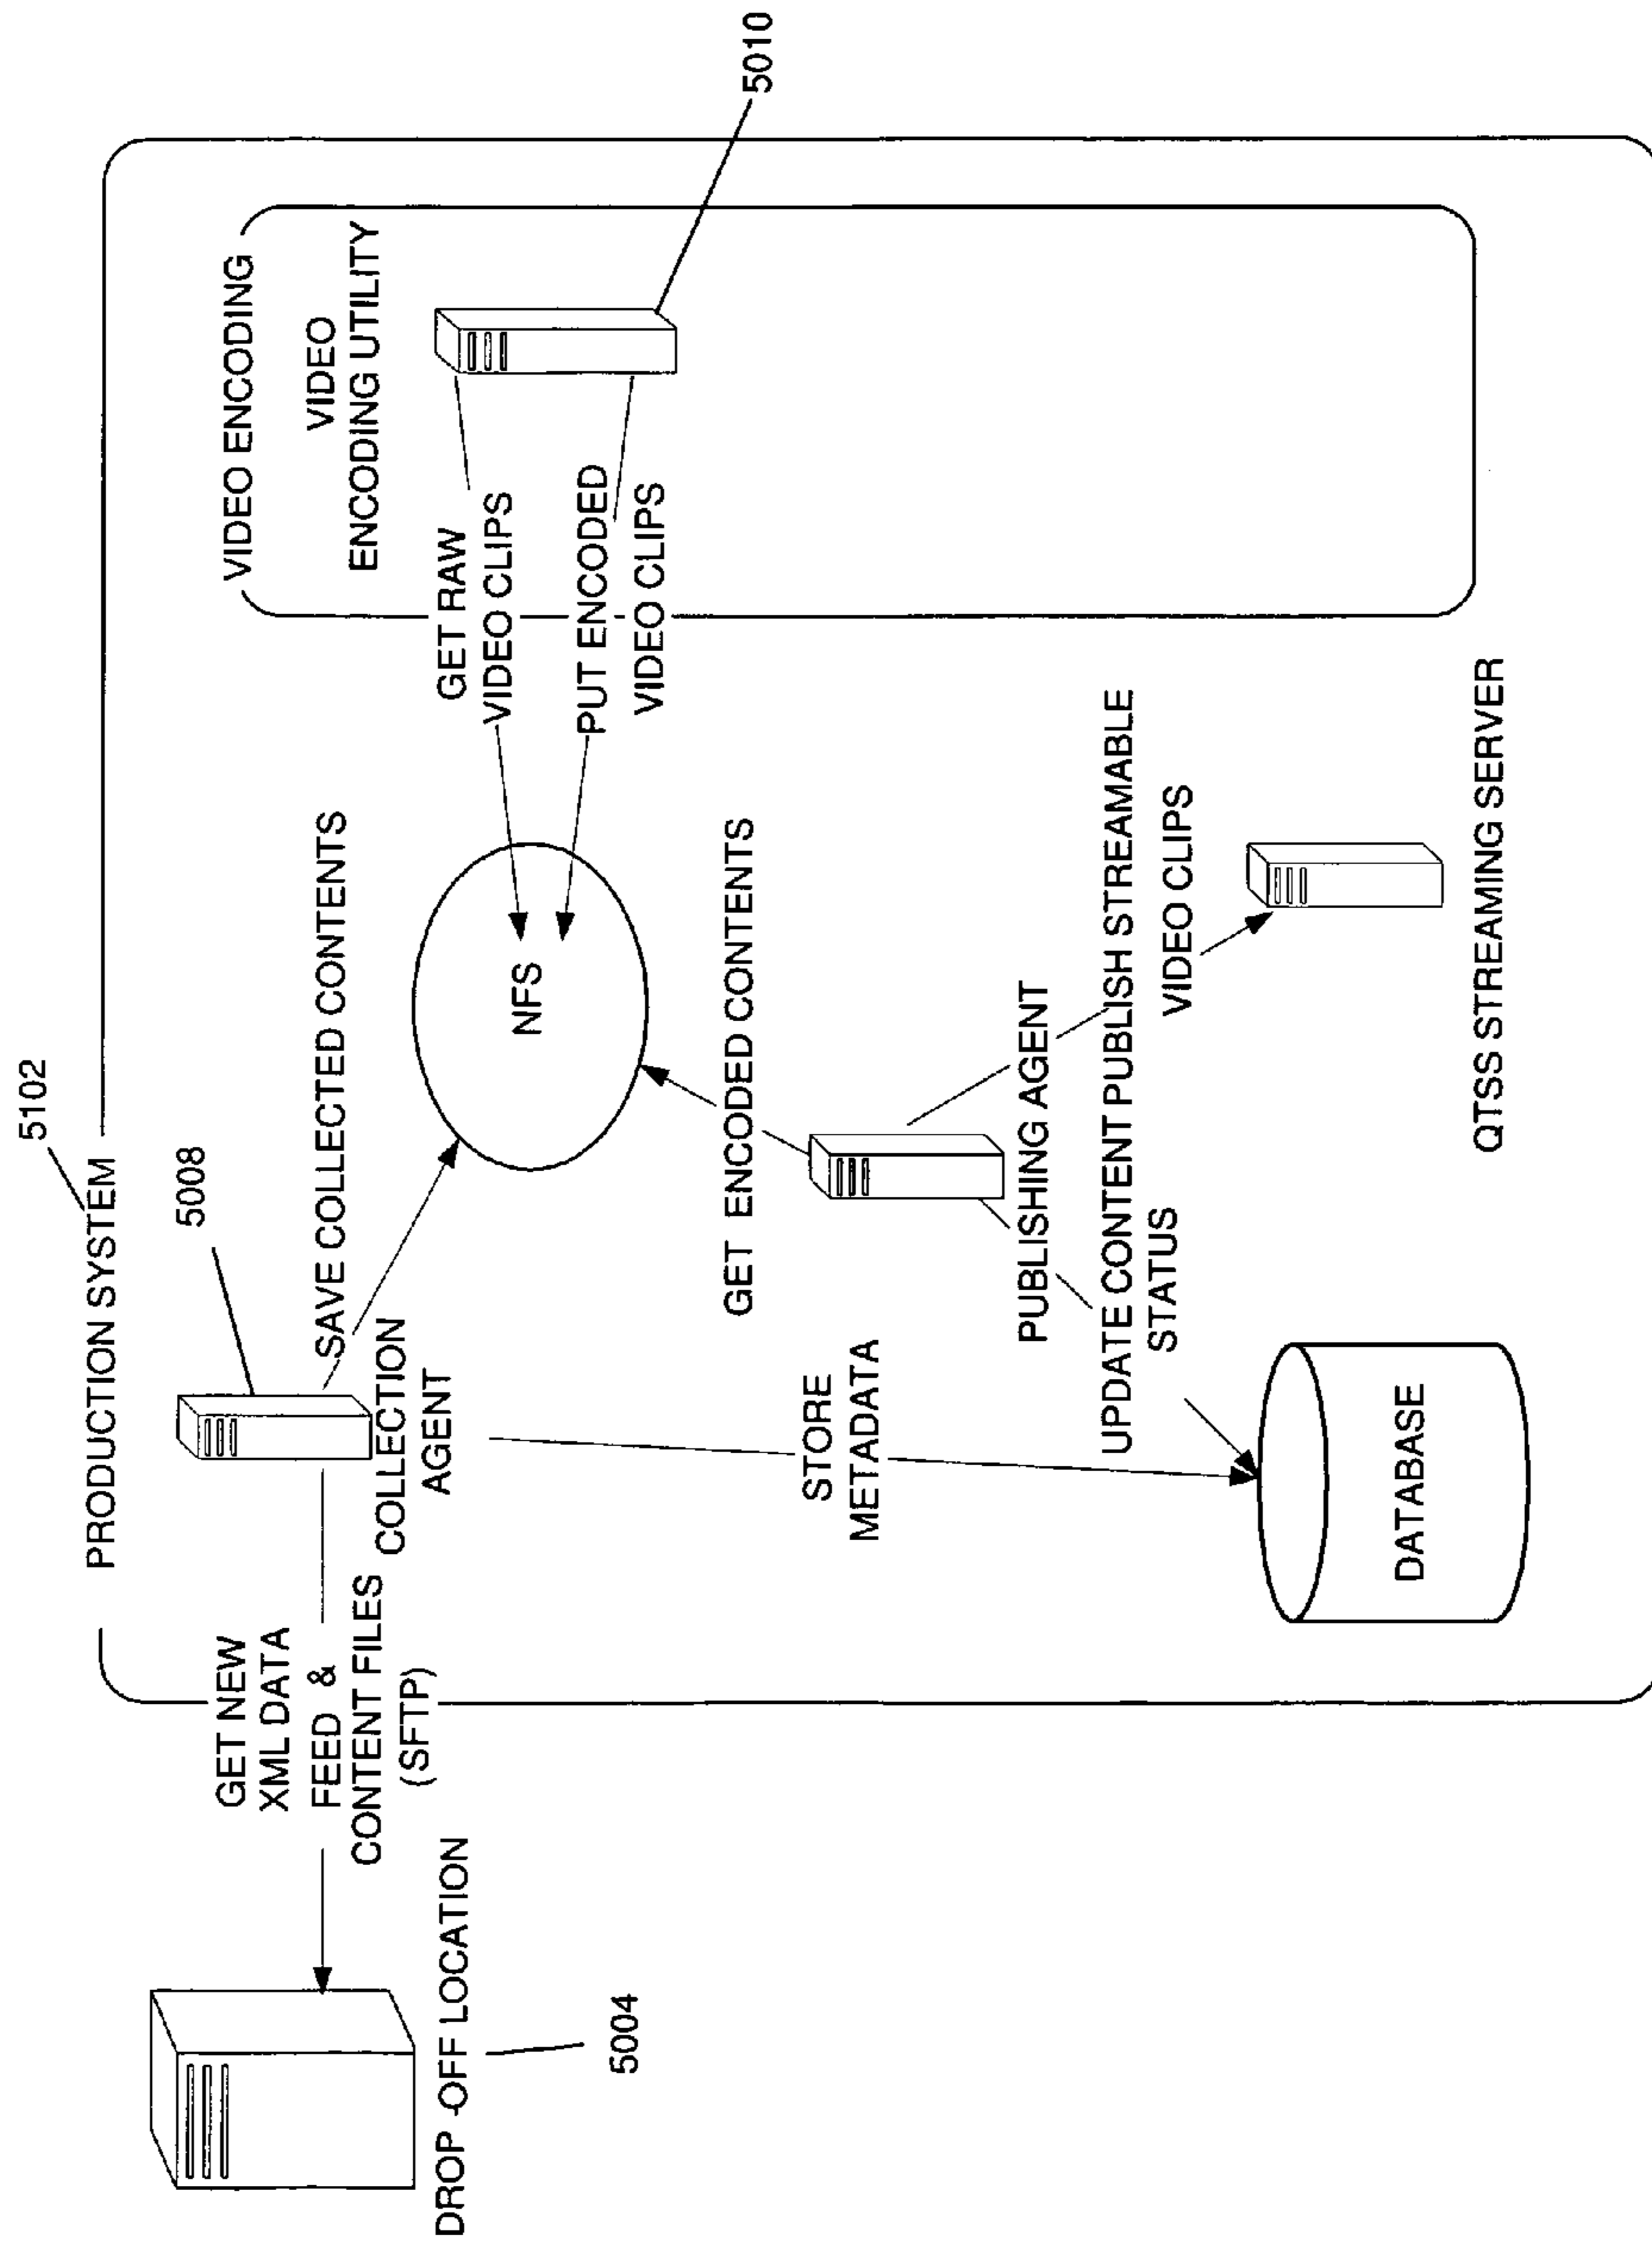 5102
PRODUCTION SYSTEM
5008
GET NEW
XML DATA
FEED &
CONTENT FILES
(SFTP)
DROP -OFF LOCATION
5004
COLLECTION
AGENT
SAVE COLLECTED CONTENTS
NFS
VIDEO ENCODING
VIDEO
ENCODING UTILITY
5010
GET RAW
VIDEO CLIPS
PUT ENCODED
VIDEO CLIPS
GET ENCODED CONTENTS
STORE
METADATA
PUBLISHING AGENT
UPDATE CONTENT PUBLISH STREAMABLE
STATUS
VIDEO CLIPS
DATABASE
QTSS STREAMING SERVER